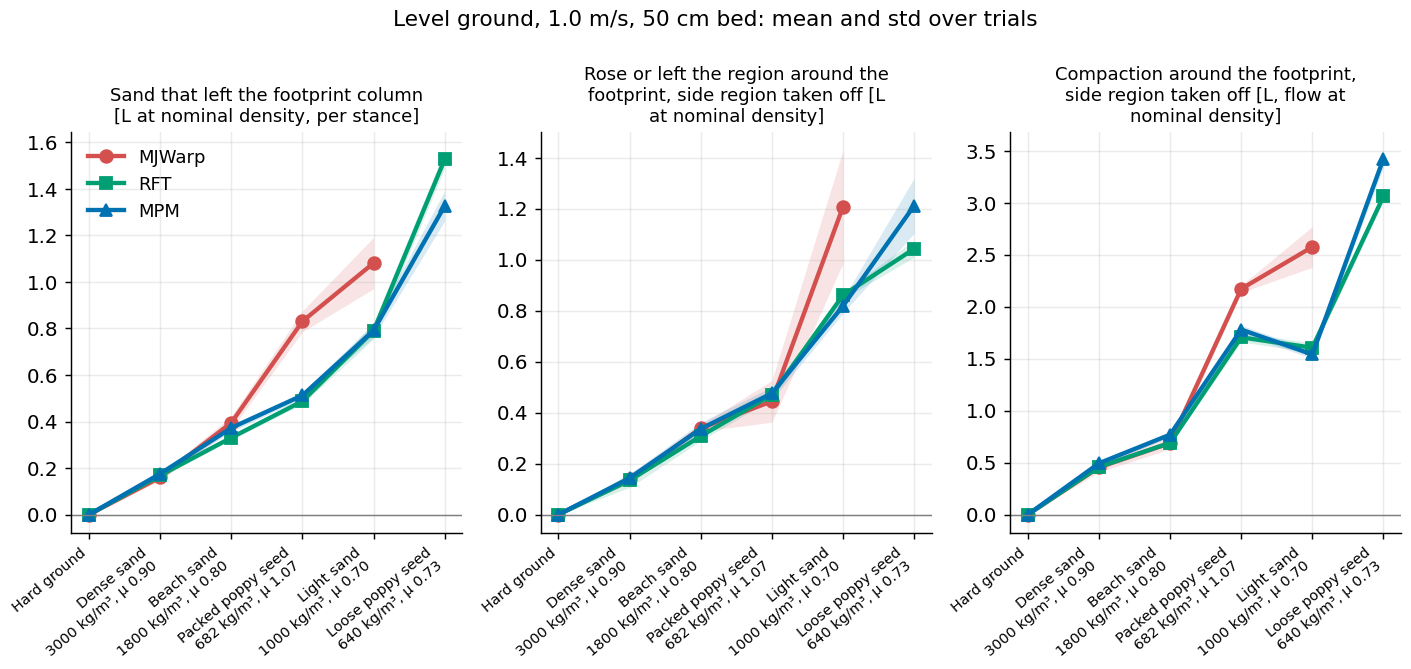 Level ground, 1.0 m/s, 50 cm bed: mean and std over trials
Sand that left the footprint column
[L at nominal density, per stance]
1.6
1.4
1.2
1.0
0.8
0.6
0.4
0.2
0.0
MJWarp
RFT
MPM
Hard ground
Dense sand
3000 kg/m³, μ 0.90
Beach sand
1800 kg/m³, μ 0.80
Packed poppy seed
682 kg/m³, μ 1.07
Light sand
1000 kg/m³, μ 0.70
Loose poppy seed
640 kg/m³, μ 0.73
Rose or left the region around the
footprint, side region taken off [L
at nominal density]
1.4
1.2
1.0
0.8
0.6
0.4
0.2
0.0
Hard ground
Dense sand
3000 kg/m³, μ 0.90
Beach sand
1800 kg/m³, μ 0.80
Packed poppy seed
682 kg/m³, μ 1.07
Light sand
1000 kg/m³, μ 0.70
Loose poppy seed
640 kg/m³, μ 0.73
Compaction around the footprint,
side region taken off [L, flow at
nominal density]
3.5
3.0
2.5
2.0
1.5
1.0
0.5
0.0
Hard ground
Dense sand
3000 kg/m³, μ 0.90
Beach sand
1800 kg/m³, μ 0.80
Packed poppy seed
682 kg/m³, μ 1.07
Light sand
1000 kg/m³, μ 0.70
Loose poppy seed
640 kg/m³, μ 0.73